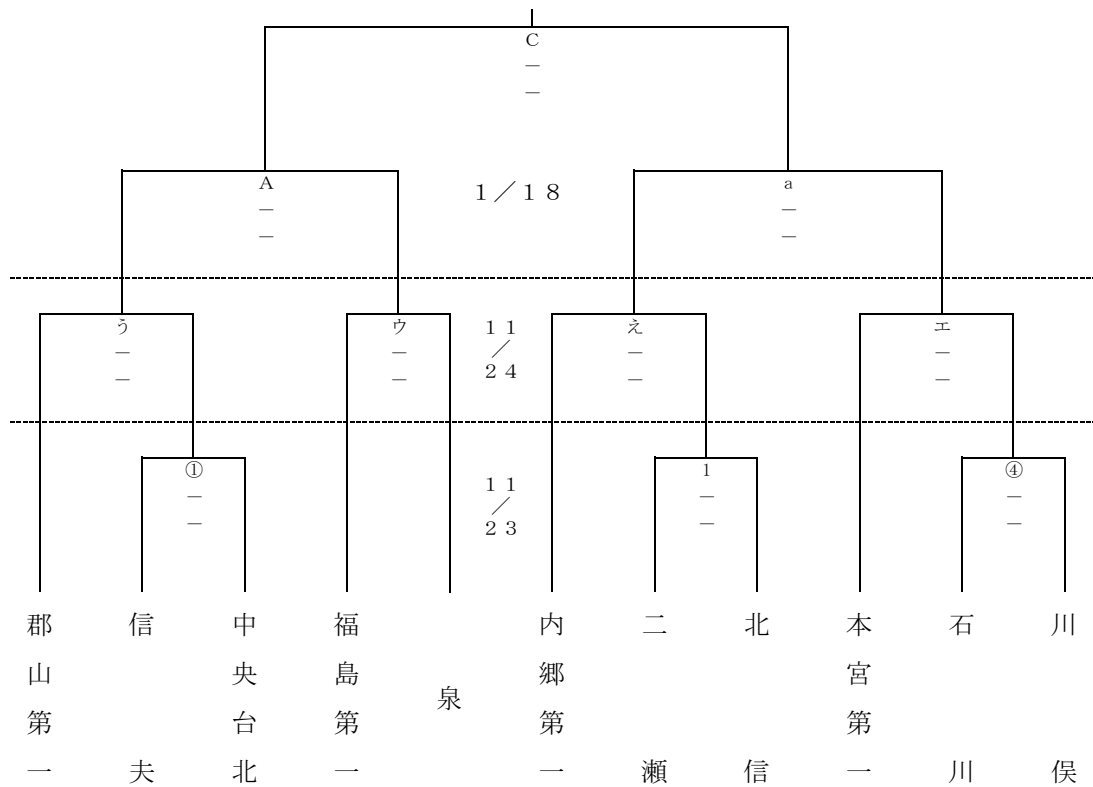 C
－
－
A
－
－
１／１８
a
－
－
う
－
－
ウ
－
－
１１
／
２４
え
－
－
エ
－
－
①
－
－
１１
／
２３
1
－
－
④
－
－
郡山第一
信夫
中央台北
福島第一
泉
内郷第一
二瀬
北信
本宮第一
石川
川俣